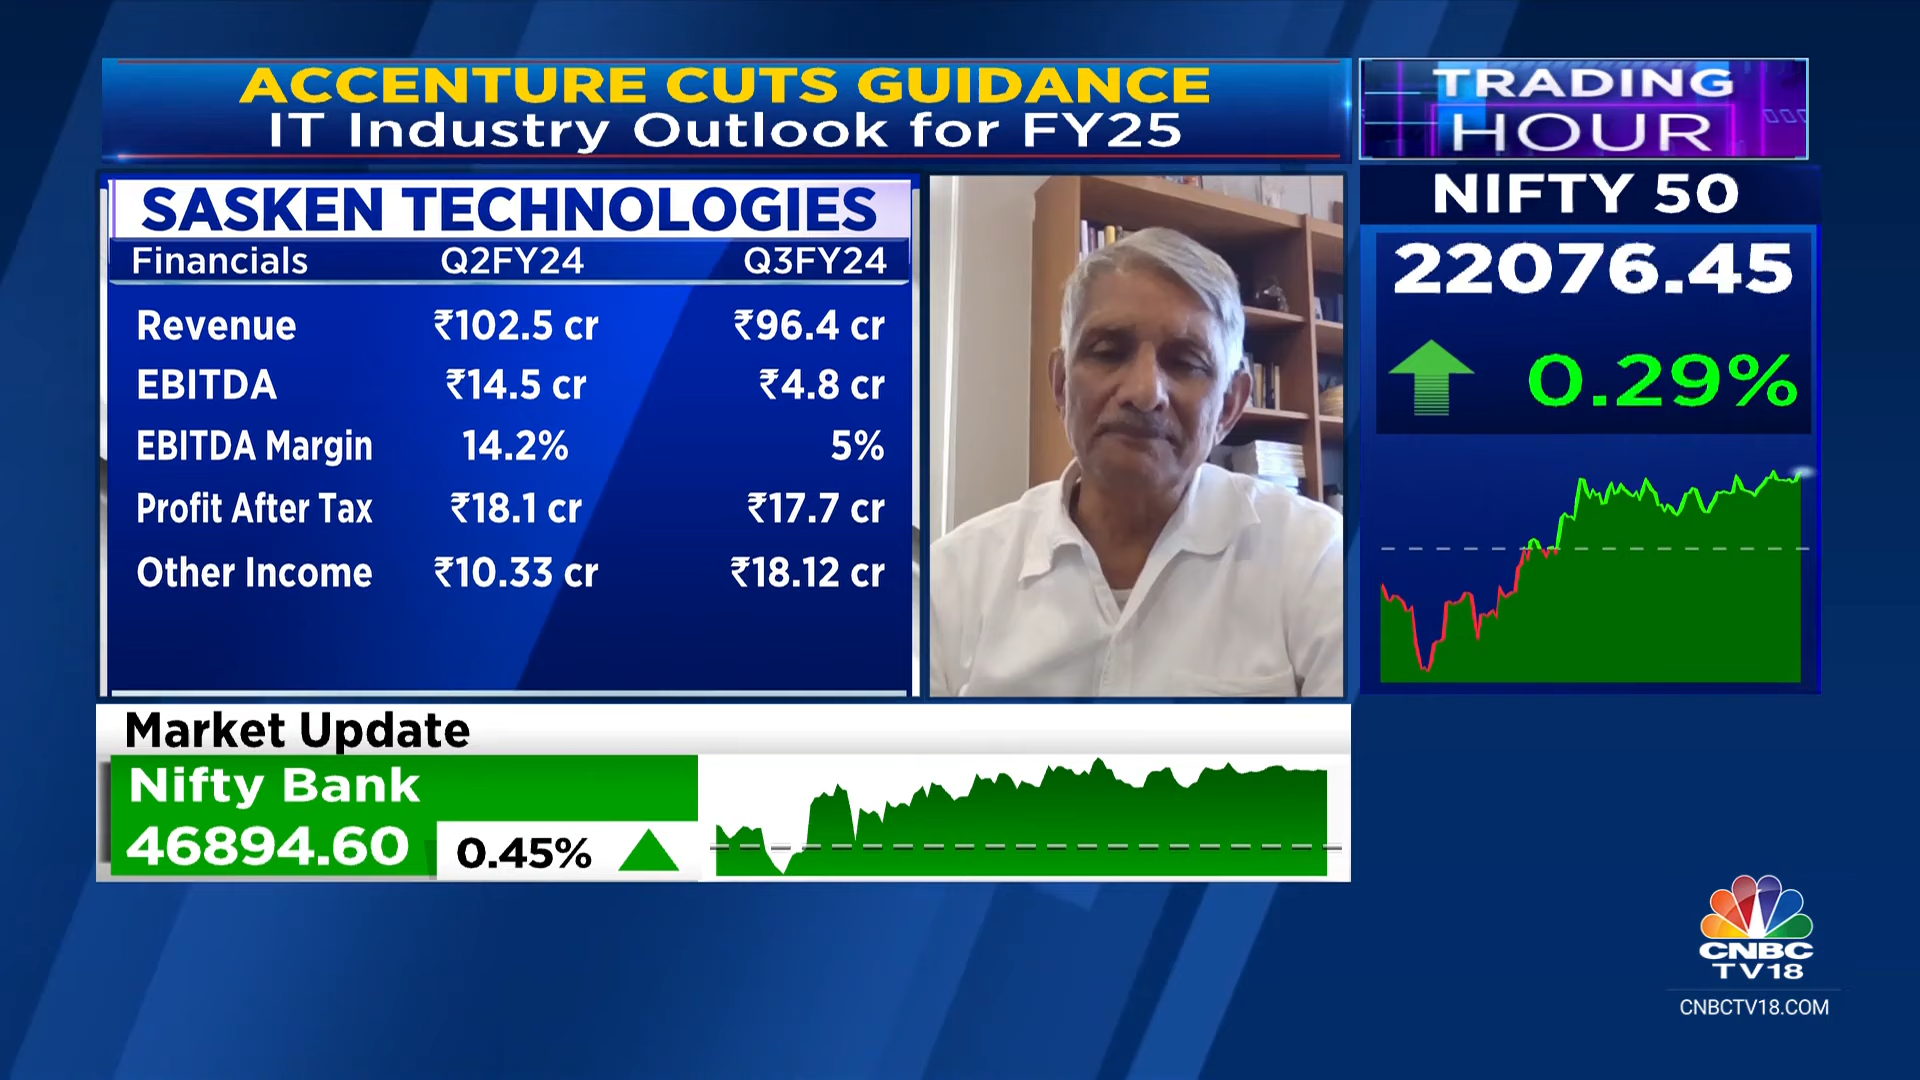 ACCENTURE CUTS GUIDANCE
IT Industry Outlook for FY25
TRADING
HOUR
SASKEN TECHNOLOGIES
Financials Q2FY24 Q3FY24
Revenue ₹102.5 cr ₹96.4 cr
EBITDA ₹14.5 cr ₹4.8 cr
EBITDA Margin 14.2% 5%
Profit After Tax ₹18.1 cr ₹17.7 cr
Other Income ₹10.33 cr ₹18.12 cr
NIFTY 50
22076.45
0.29%
Market Update
Nifty Bank
46894.60 0.45%
CNBC
TV18
CNBCTV18.COM